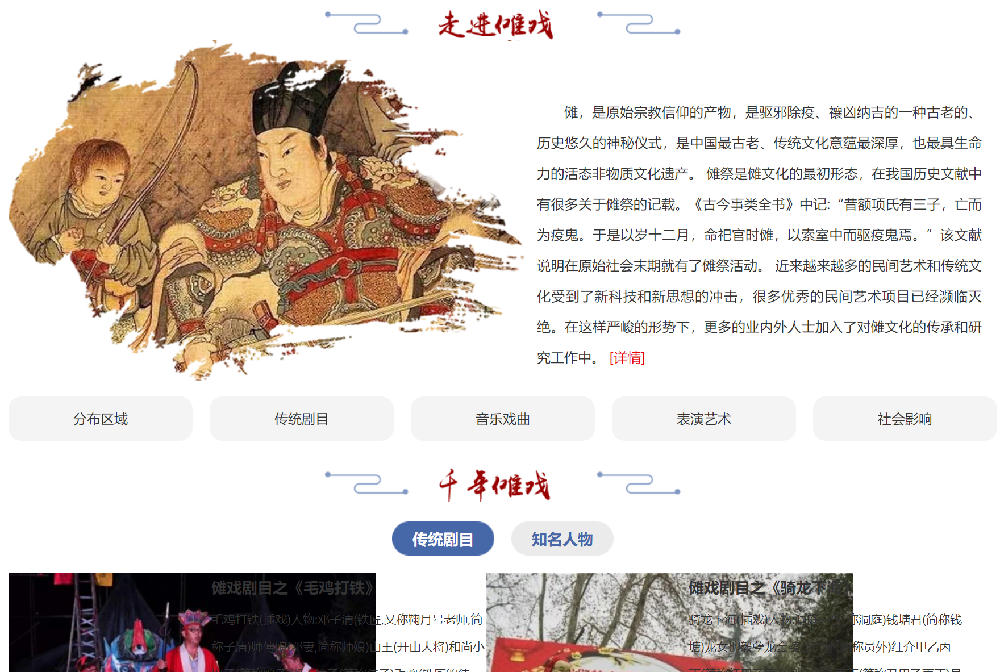 走进傩戏
傩，是原始宗教信仰的产物，是驱邪除疫、禳凶纳吉的一种古老的、
历史悠久的神秘仪式，是中国最古老、传统文化意蕴最深厚，也最具生命
力的活态非物质文化遗产。 傩祭是傩文化的最初形态，在我国历史文献中
有很多关于傩祭的记载。《古今事类全书》中记:“昔额项氏有三子，亡而
为疫鬼。于是以岁十二月，命祀官时傩，以索室中而驱疫鬼焉。”该文献
说明在原始社会末期就有了傩祭活动。 近来越来越多的民间艺术和传统文
化受到了新科技和新思想的冲击，很多优秀的民间艺术项目已经濒临灭
绝。在这样严峻的形势下，更多的业内外人士加入了对傩文化的传承和研
究工作中。 [详情]
分布区域
传统剧目
音乐戏曲
表演艺术
社会影响
千年傩戏
传统剧目
知名人物
傩戏剧目之《毛鸡打铁》
毛鸡打铁(插戏)人物:邓子清(铁匠,又称鞠月号老师,简
称子清)师傅娘(邓妻,简称师娘)山王(开山大将)和尚小
傩戏剧目之《骑龙下海》
骑龙下海(插戏)人物:洞庭 称洞庭)钱塘君(简称钱
塘)龙女柳毅孽龙金婆 称员外)红介甲乙丙